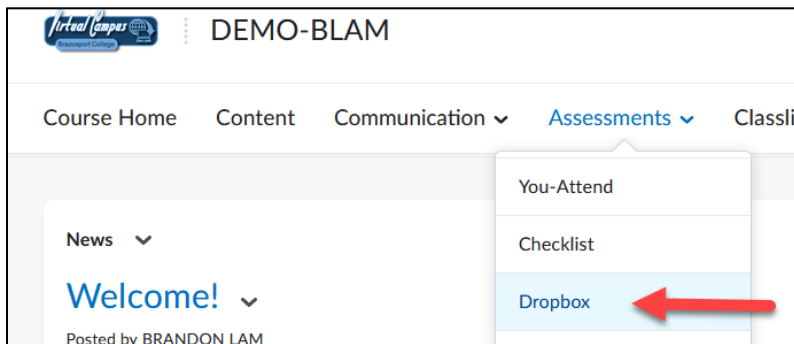 Virtual Campus
Brazosport College
DEMO-BLAM
Course Home Content Communication Assessments Classli
You-Attend
News
Checklist
Welcome!
Dropbox
Posted by BRANDON LAM